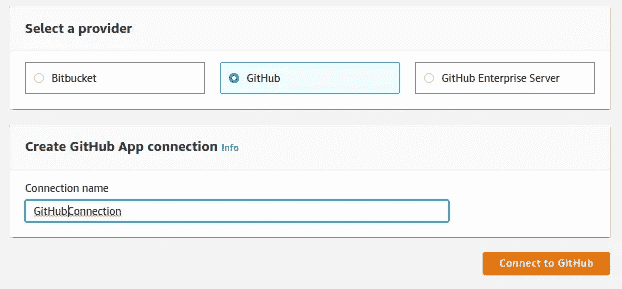 Select a provider
Bitbucket GitHub GitHub Enterprise Server
Create GitHub App connection Info
Connection name
GitHubConnection
Connect to GitHub